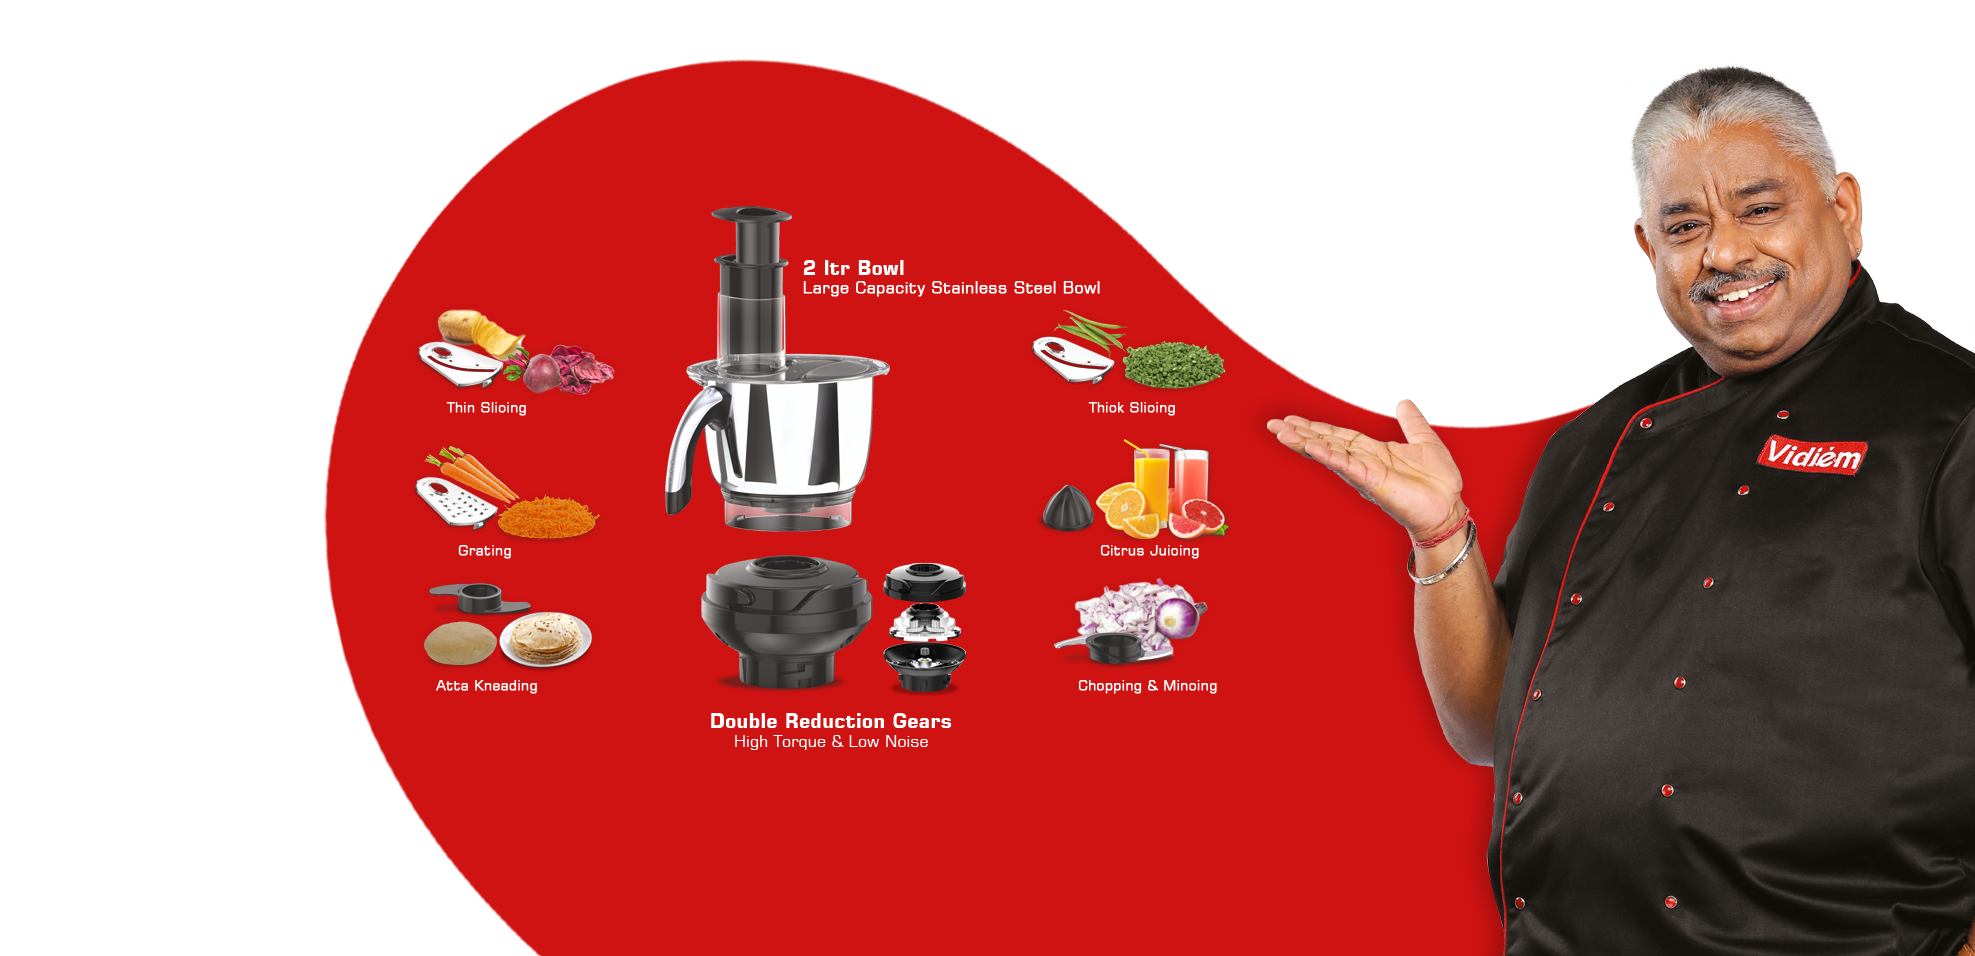 2 ltr Bowl
Large Capacity Stainless Steel Bowl
Thin Slicing
Thick Slicing
Vidiém
Grating
Citrus Juicing
Atta Kneading
Chopping & Mincing
Double Reduction Gears
High Torque & Low Noise